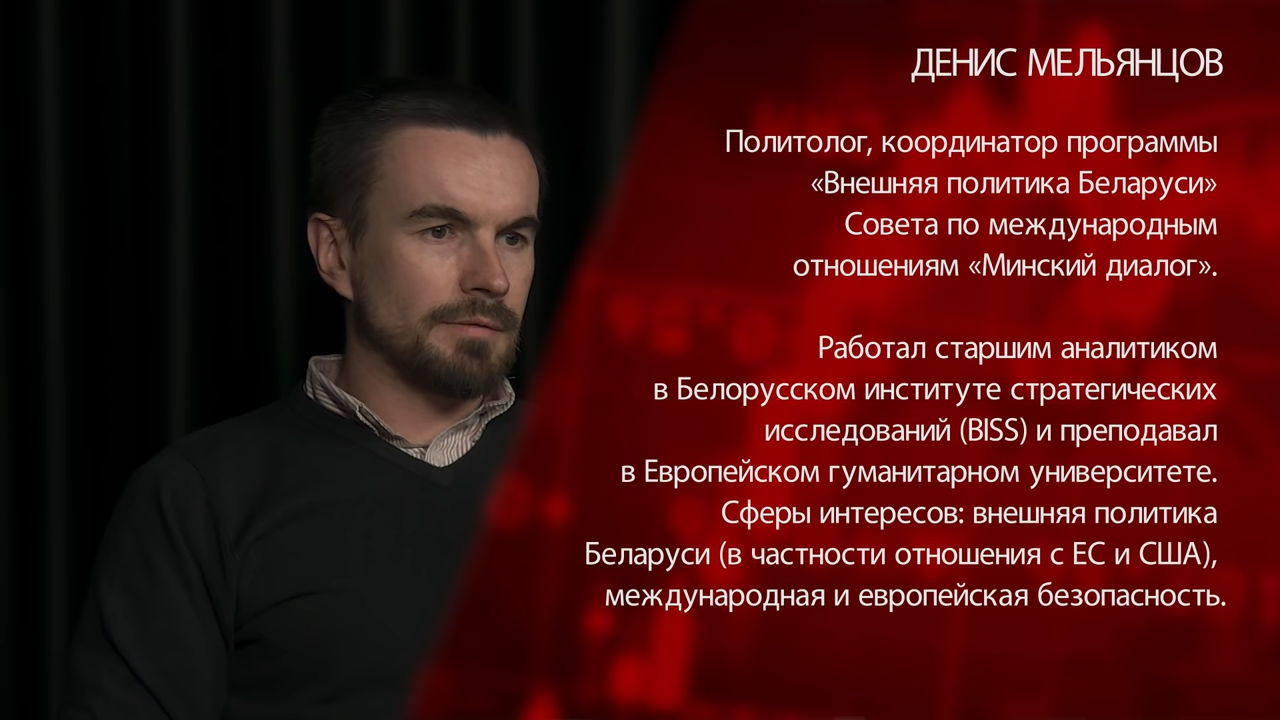 ДЕНИС МЕЛЬЯНЦОВ
Политолог, координатор программы
«Внешняя политика Беларуси»
Совета по международным
отношениям «Минский диалог».
Работал старшим аналитиком
в Белорусском институте стратегических
исследований (BISS) и преподавал
в Европейском гуманитарном университете.
Сферы интересов: внешняя политика
Беларуси (в частности отношения с ЕС и США),
международная и европейская безопасность.